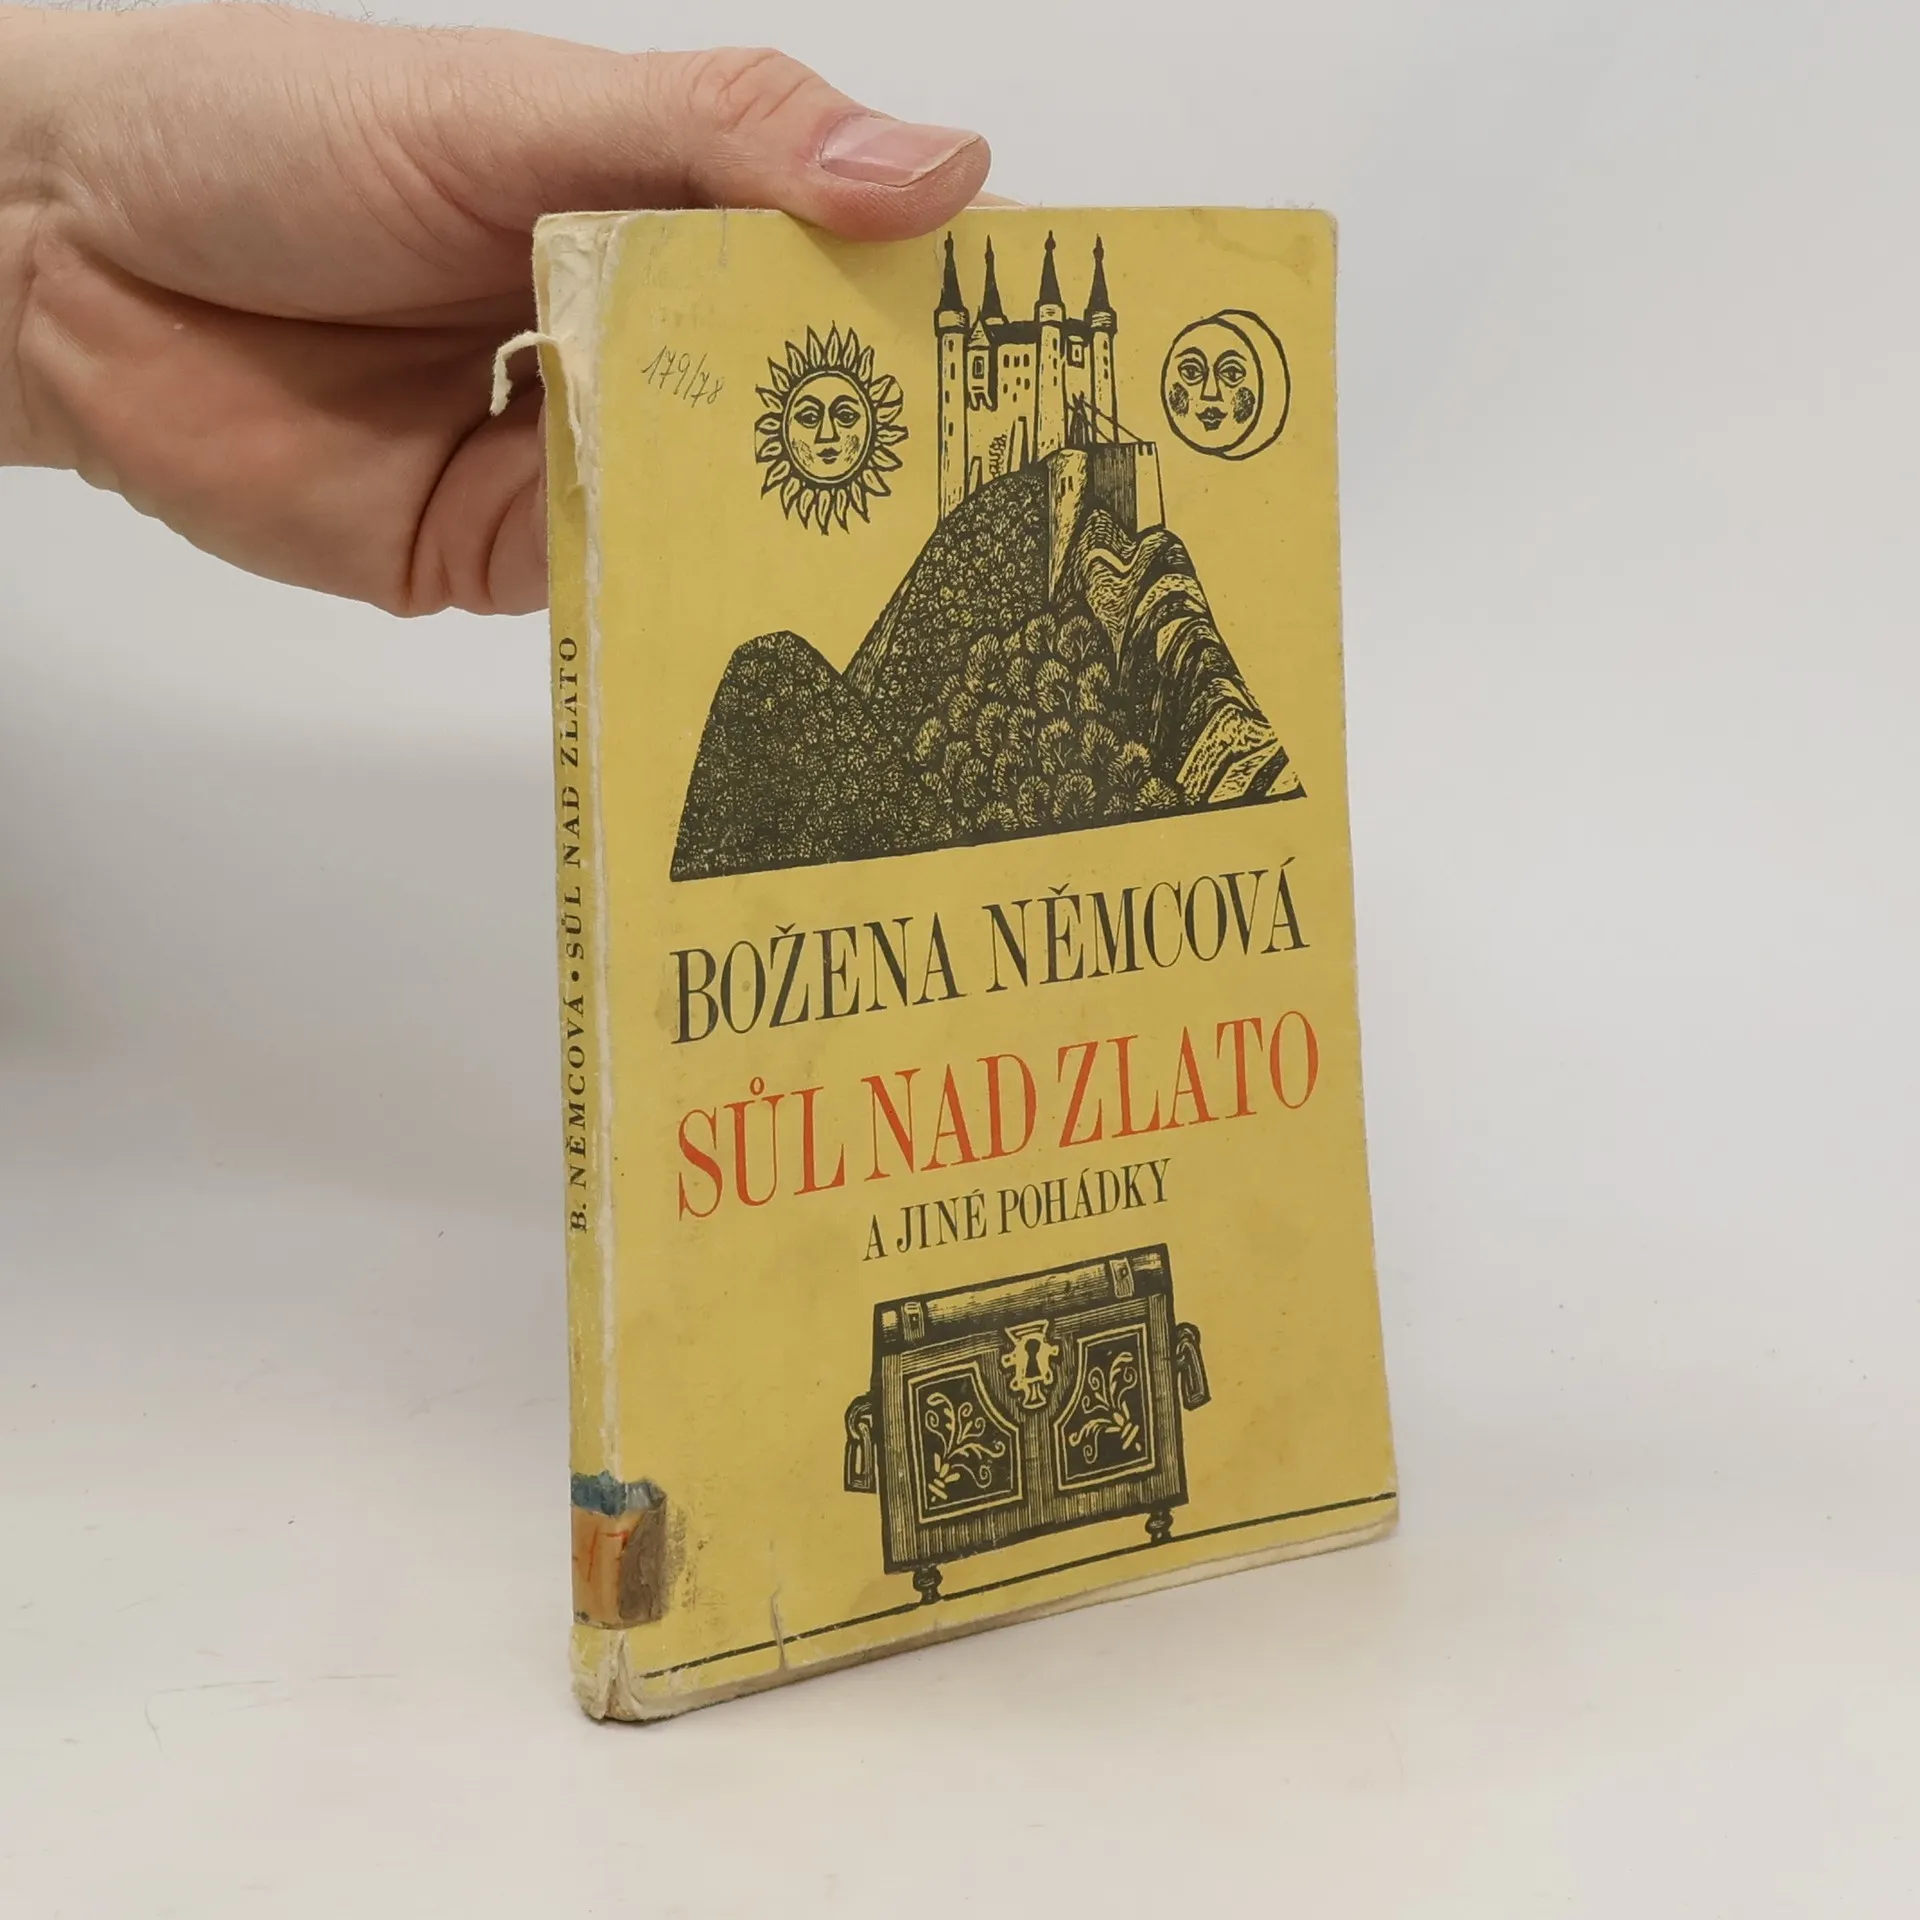 179/78
BOŽENA NĚMCOVÁ
SŮL NAD ZLATO
A JINÉ POHÁDKY
B. NĚMCOVÁ • SŮL NAD ZLATO